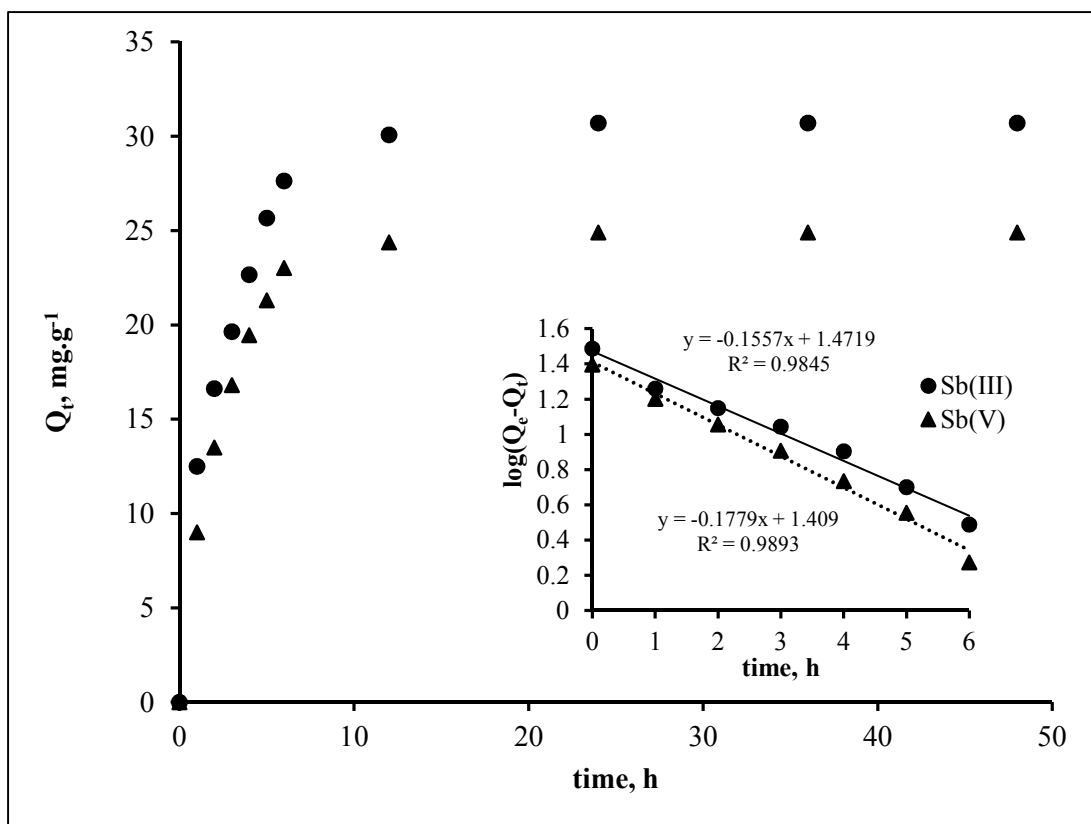 35
30
25
20
15
10
5
0
Qₜ, mg.g⁻¹
0 10 20 30 40 50
time, h
1.6
1.4
1.2
1
0.8
0.6
0.4
0.2
0
log(Qₑ-Qₜ)
y = -0.1557x + 1.4719
R² = 0.9845
y = -0.1779x + 1.409
R² = 0.9893
Sb(III)
Sb(V)
0 1 2 3 4 5 6
time, h